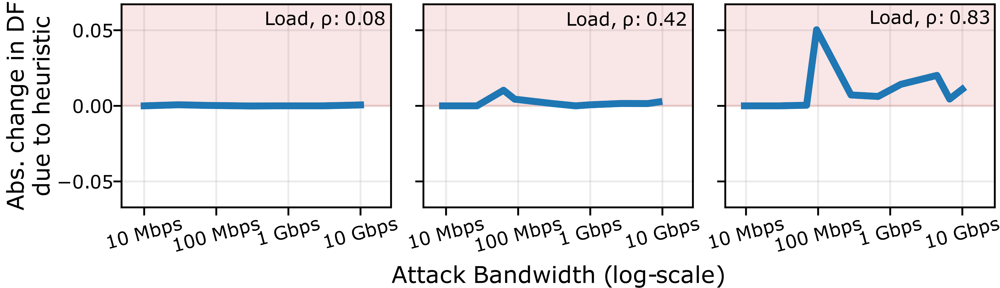 Abs. change in DF
due to heuristic
0.05
0.00
−0.05
Load, ρ: 0.08
Load, ρ: 0.42
Load, ρ: 0.83
10 Mbps
100 Mbps
1 Gbps
10 Gbps
10 Mbps
100 Mbps
1 Gbps
10 Gbps
10 Mbps
100 Mbps
1 Gbps
10 Gbps
Attack Bandwidth (log-scale)